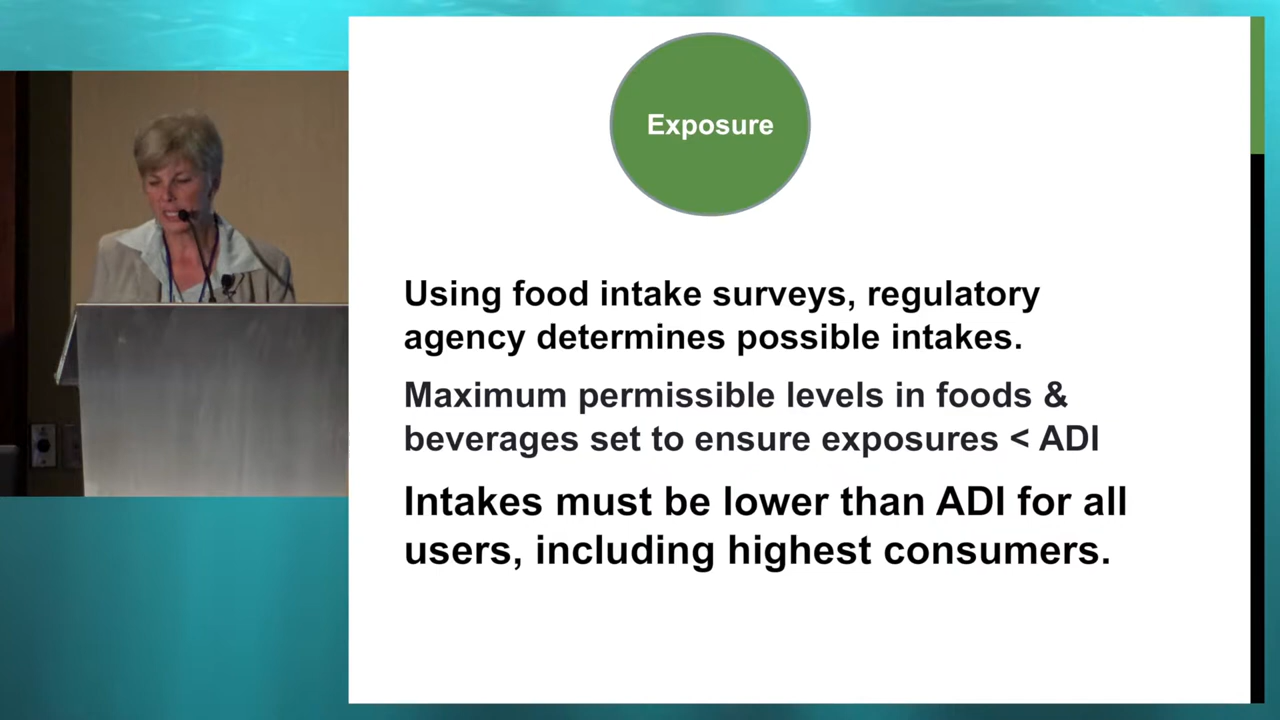 Exposure
Using food intake surveys, regulatory
agency determines possible intakes.
Maximum permissible levels in foods &
beverages set to ensure exposures < ADI
Intakes must be lower than ADI for all
users, including highest consumers.